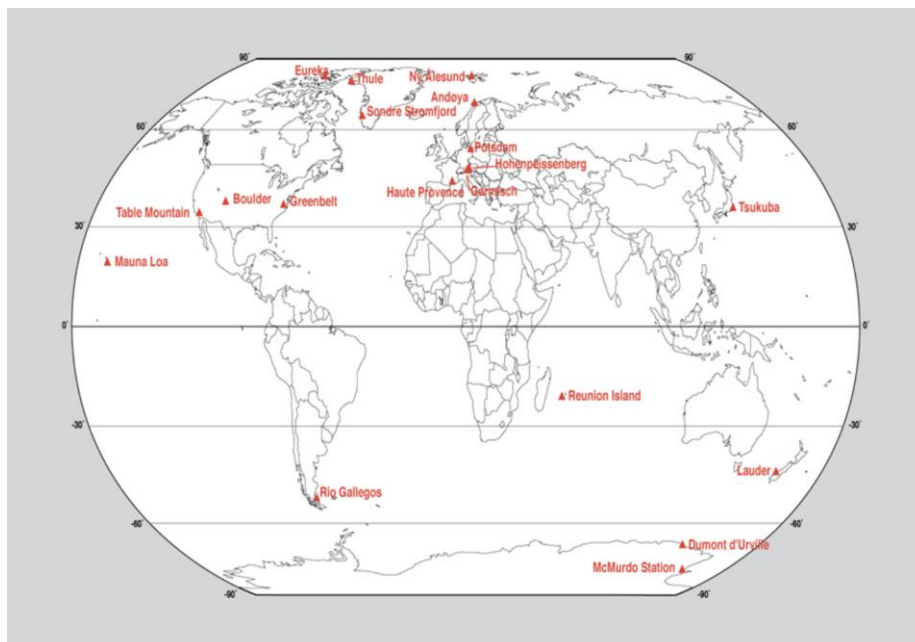 90˚ 90˚
Eureka
Thule
Ny Alesund
Andøya
Sondre Stromfjord
60˚ 60˚
Potsdam
Hohenpeissenberg
Haute Provence
Garmisch
Boulder
Greenbelt
Table Mountain
Tsukuba
30˚ 30˚
Mauna Loa
0˚ 0˚
Reunion Island
-30˚ -30˚
Lauder
Rio Gallegos
-60˚ -60˚
Dumont d'Urville
McMurdo Station
-90˚ -90˚